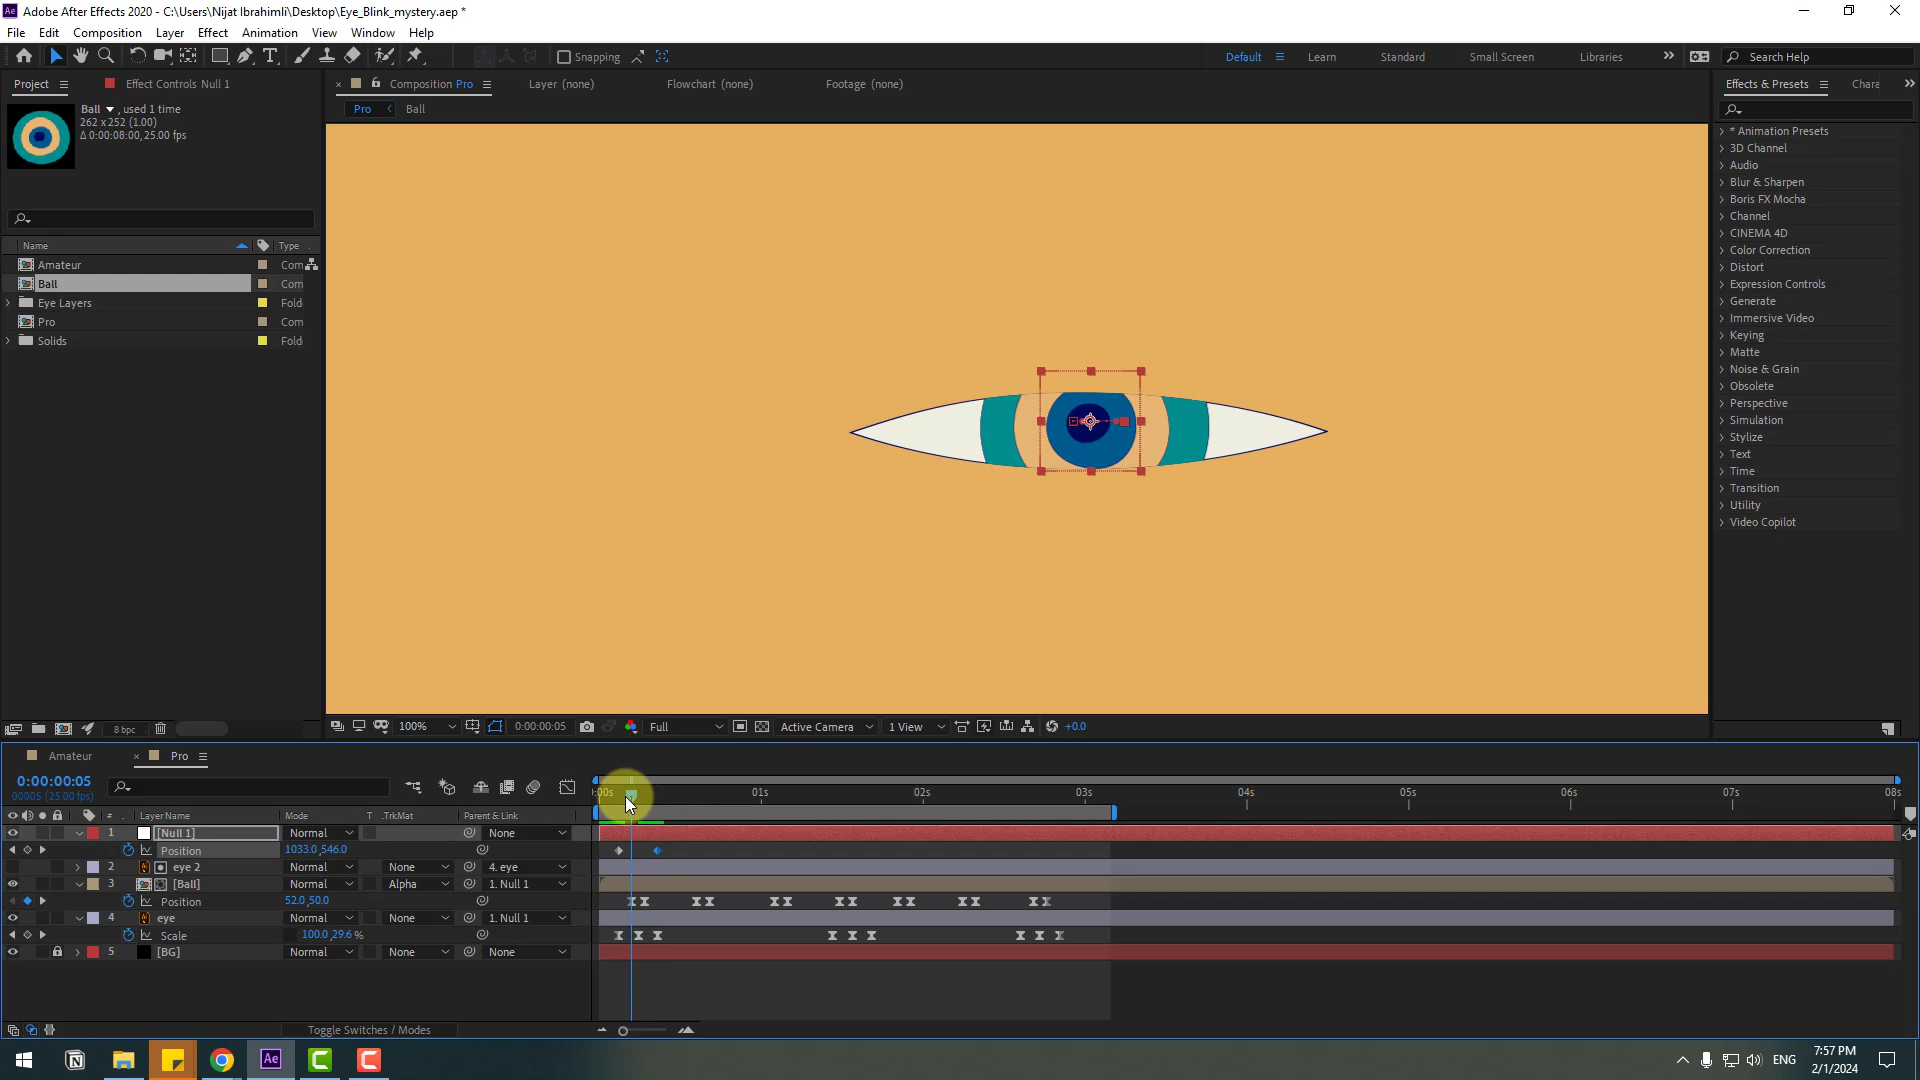 Adobe After Effects 2020 - C:\Users\Nijat Ibrahimli\Desktop\Eye_Blink_mystery.aep *
File Edit Composition Layer Effect Animation View Window Help
Snapping Default Learn Standard Small Screen Libraries Search Help
Project Effect Controls Null 1 Composition Pro Layer (none) Flowchart (none) Footage (none) Effects & Presets Chara
Pro Ball
Ball , used 1 time
262 x 252 (1.00)
Δ 0:00:08:00, 25.00 fps
Name Type
Amateur Com
Ball Com
Eye Layers Fold
Pro Com
Solids Fold
8 bpc
* Animation Presets
3D Channel
Audio
Blur & Sharpen
Boris FX Mocha
Channel
CINEMA 4D
Color Correction
Distort
Expression Controls
Generate
Immersive Video
Keying
Matte
Noise & Grain
Obsolete
Perspective
Simulation
Stylize
Text
Time
Transition
Utility
Video Copilot
100% 0:00:00:05 Full Active Camera 1 View +0.0
Amateur Pro
0:00:00:05
00005 (25.00 fps)
:00s 01s 02s 03s 04s 05s 06s 07s 08s
# Layer Name Mode T .TrkMat Parent & Link
1 [Null 1] Normal None
Position 1033.0,546.0
2 eye 2 Normal None 4. eye
3 [Ball] Normal Alpha 1. Null 1
Position 52.0,50.0
4 eye Normal None 1. Null 1
Scale 100.0,29.6 %
5 [BG] Normal None None
Toggle Switches / Modes
Ae ENG 7:57 PM
2/1/2024